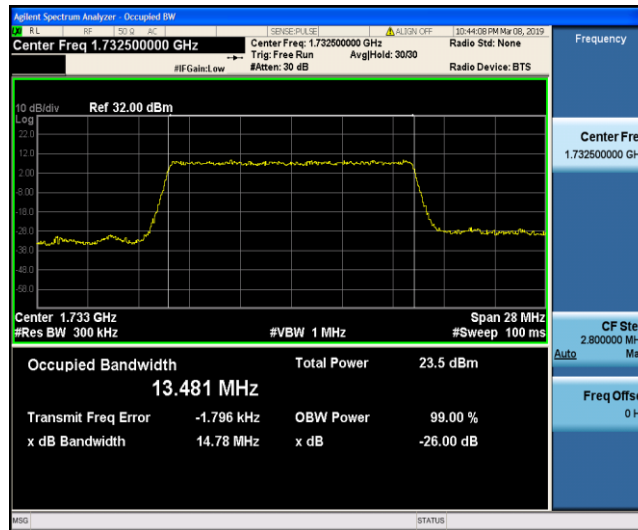 Agilent Spectrum Analyzer - Occupied BW
RL RF 50 Ω AC SENSE:PULSE ALIGN OFF 10:44:08 PM Mar 08, 2019
Center Freq 1.732500000 GHz
Center Freq: 1.732500000 GHz
Radio Std: None
Trig: Free Run Avg|Hold: 30/30
#IFGain:Low #Atten: 30 dB Radio Device: BTS
10 dB/div Ref 32.00 dBm
Log
22.0
12.0
2.00
-8.00
-18.0
-28.0
-38.0
-48.0
-58.0
Center 1.733 GHz Span 28 MHz
#Res BW 300 kHz #VBW 1 MHz #Sweep 100 ms
Occupied Bandwidth Total Power 23.5 dBm
13.481 MHz
Transmit Freq Error -1.796 kHz OBW Power 99.00 %
x dB Bandwidth 14.78 MHz x dB -26.00 dB
MSG STATUS
Frequency
Center Fre
1.732500000 GH
CF Ste
2.800000 MH
Auto Ma
Freq Offs
0 H